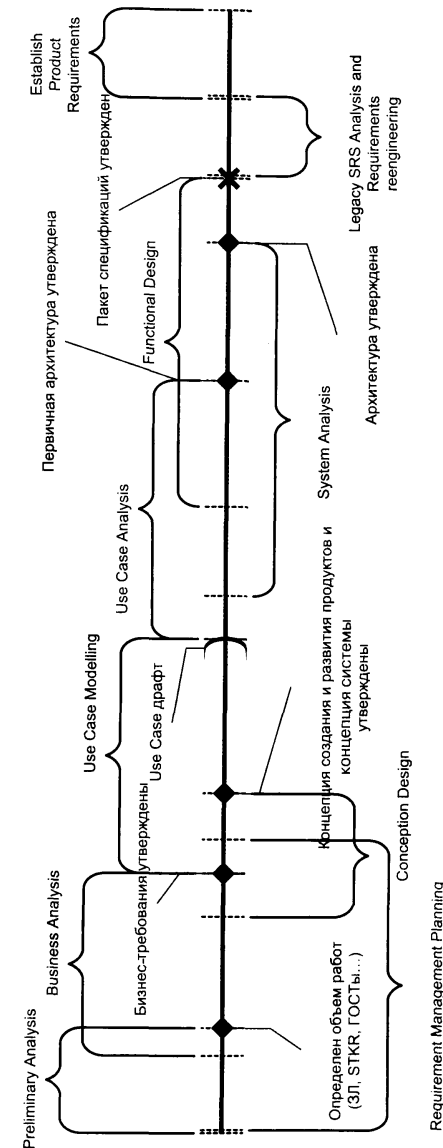 Preliminary Analysis
Business Analysis
Use Case Modelling
Use Case Analysis
Первичная архитектура утверждена
Functional Design
Пакет спецификаций утвержден
Establish
Product
Requirements
Бизнес-требования утверждены
Use Case драфт
Определен объем работ
(ЗЛ, STKR, ГОСТы...)
Концепция создания и развития продуктов и
концепция системы
утверждены
System Analysis
Архитектура утверждена
Legacy SRS Analysis and
Requirements
reengineering
Conception Design
Requirement Management Planning